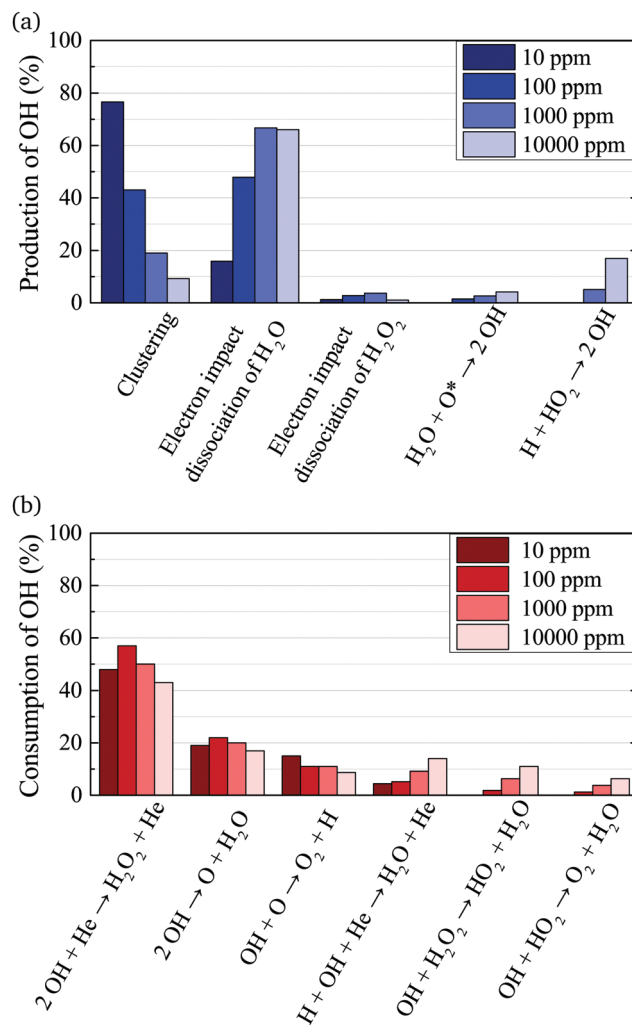 (a)
100
80
60
40
20
0
Production of OH (%)
10 ppm
100 ppm
1000 ppm
10000 ppm
Clustering
Electron impact
dissociation of H₂O
Electron impact
dissociation of H₂O₂
H₂O + O* → 2 OH
H + HO₂ → 2 OH
(b)
100
80
60
40
20
0
Consumption of OH (%)
10 ppm
100 ppm
1000 ppm
10000 ppm
2 OH + He → H₂O₂ + He
2 OH → O + H₂O
OH + O → O₂ + H
H + OH + He → H₂O + He
OH + H₂O₂ → HO₂ + H₂O
OH + HO₂ → O₂ + H₂O